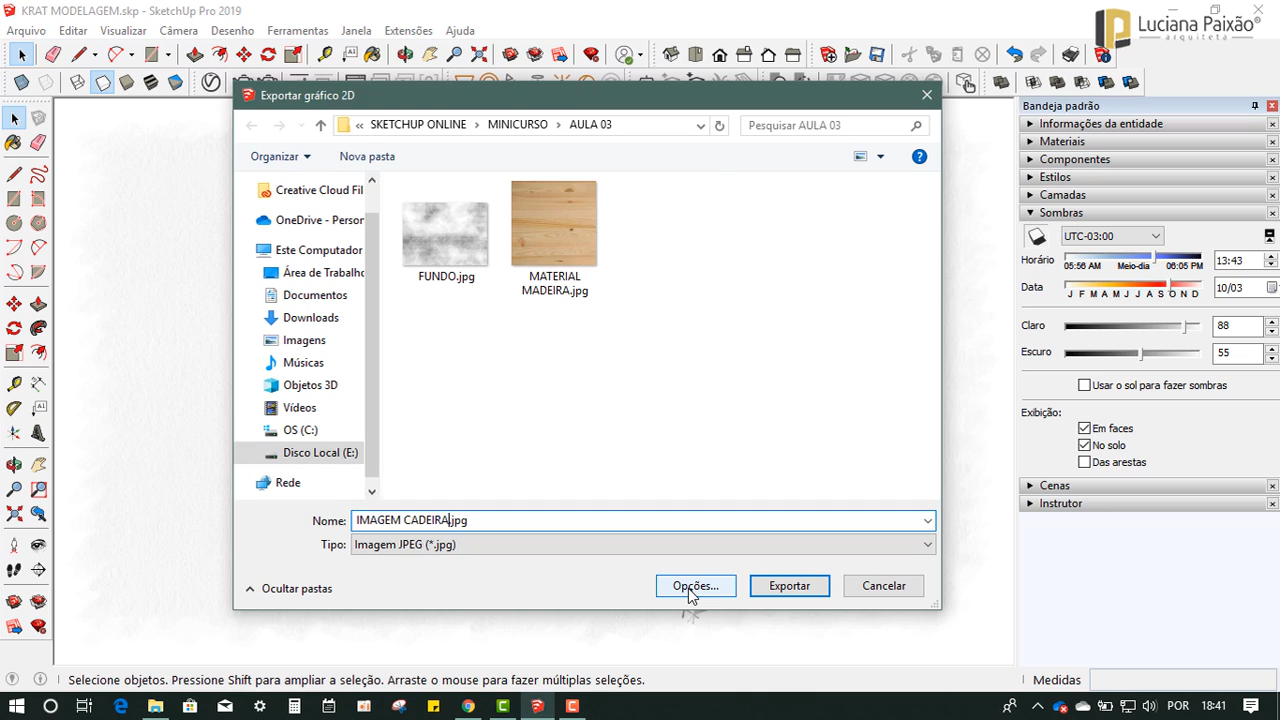 KRAT MODELAGEM.skp - SketchUp Pro 2019
Luciana Paixão®
arquiteta
Arquivo Editar Visualizar Câmera Desenho Ferramentas Janela Extensões Ajuda
Exportar gráfico 2D
« SKETCHUP ONLINE › MINICURSO › AULA 03
Pesquisar AULA 03
Organizar Nova pasta
Creative Cloud Fil
OneDrive - Person
Este Computador
Área de Trabalho
Documentos
Downloads
Imagens
Músicas
Objetos 3D
Vídeos
OS (C:)
Disco Local (E:)
Rede
FUNDO.jpg
MATERIAL
MADEIRA.jpg
Nome: IMAGEM CADEIRA.jpg
Tipo: Imagem JPEG (*.jpg)
Ocultar pastas
Opções... Exportar Cancelar
Bandeja padrão
Informações da entidade
Materiais
Componentes
Estilos
Camadas
Sombras
UTC-03:00
Horário 13:43
05:56 AM Meio-dia 06:05 PM
Data 10/03
J F M A M J J A S O N D
Claro 88
Escuro 55
Usar o sol para fazer sombras
Exibição:
Em faces
No solo
Das arestas
Cenas
Instrutor
Selecione objetos. Pressione Shift para ampliar a seleção. Arraste o mouse para fazer múltiplas seleções.
Medidas
POR 18:41